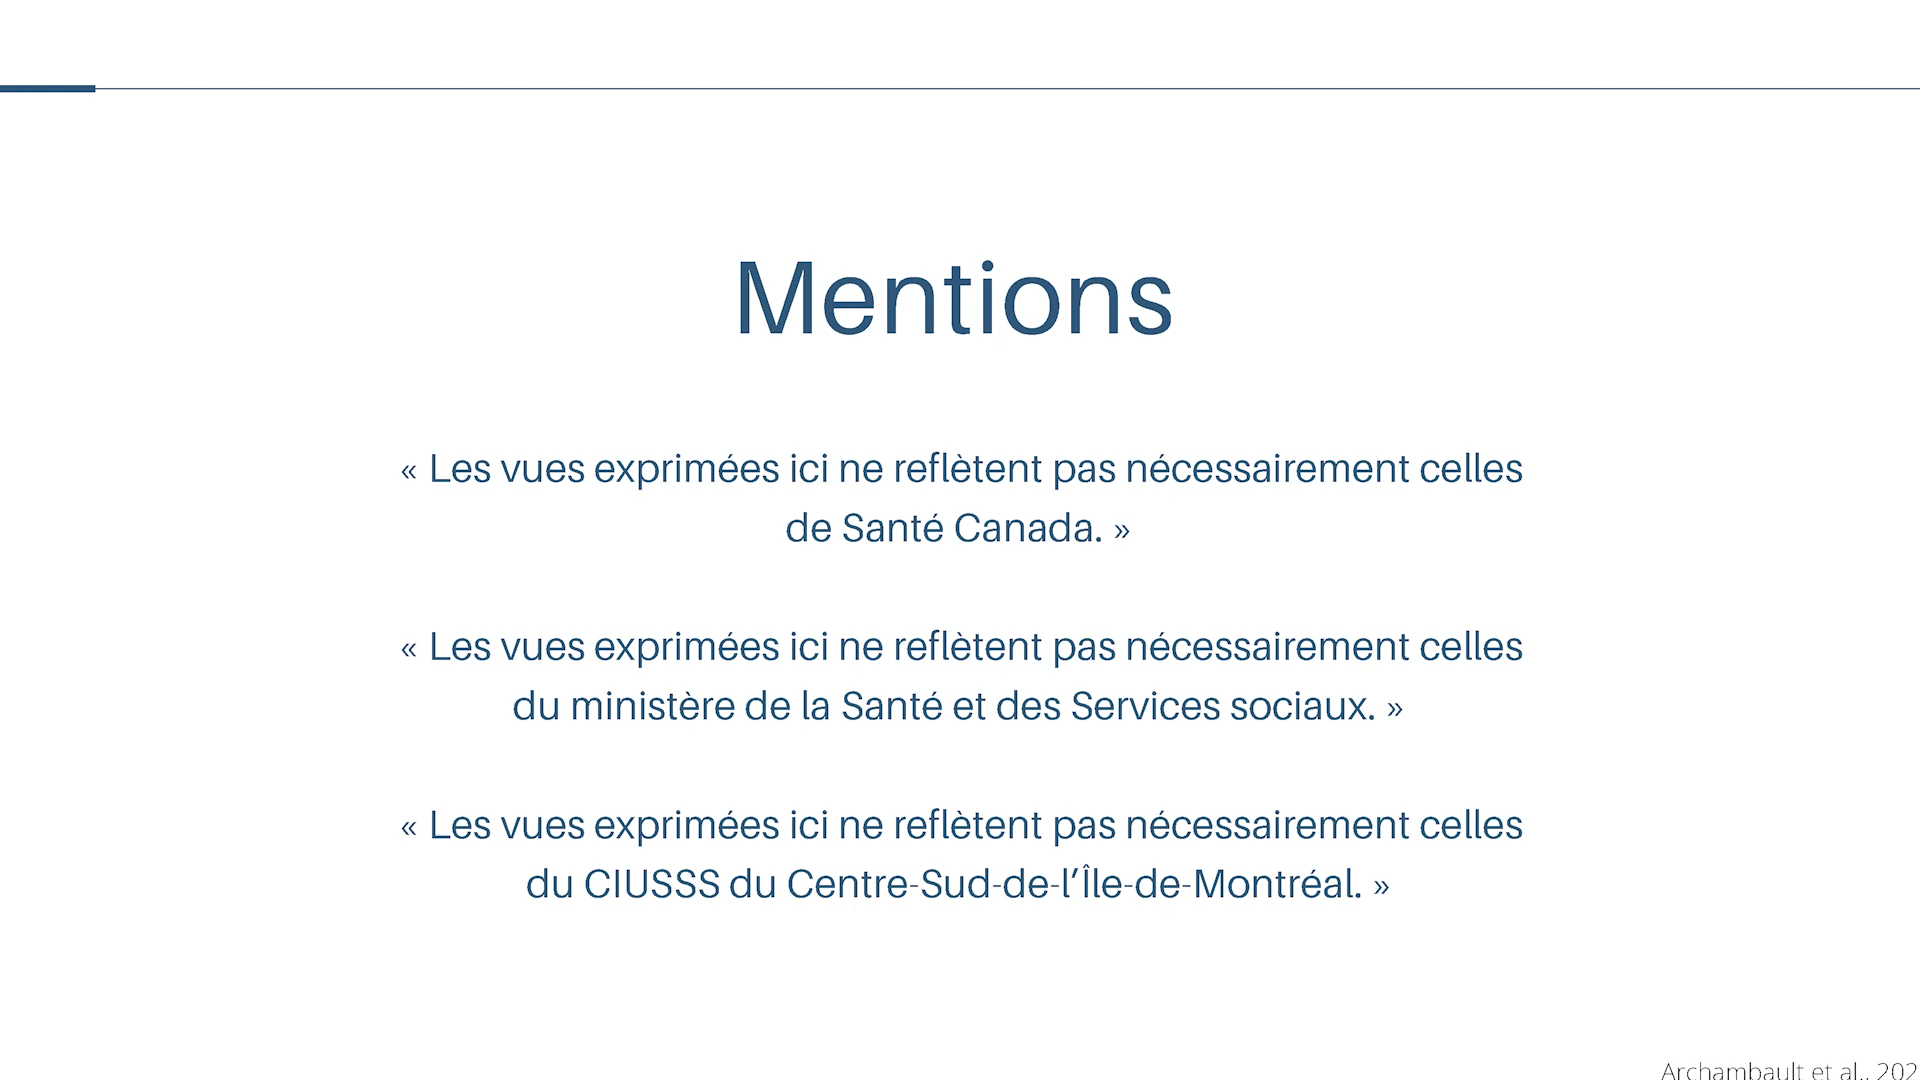 Mentions
« Les vues exprimées ici ne reflètent pas nécessairement celles
de Santé Canada. »
« Les vues exprimées ici ne reflètent pas nécessairement celles
du ministère de la Santé et des Services sociaux. »
« Les vues exprimées ici ne reflètent pas nécessairement celles
du CIUSSS du Centre-Sud-de-l’Île-de-Montréal. »
Archambault et al., 202